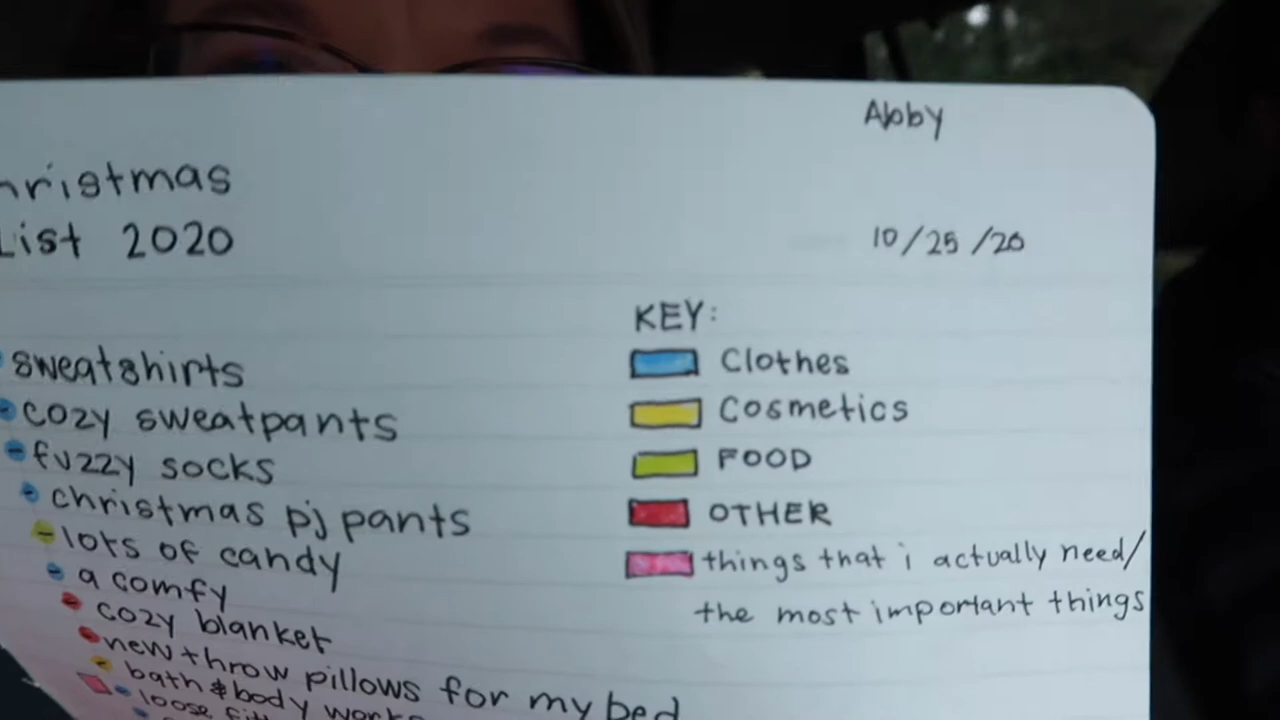 Abby
hristmas
List 2020
10/25/20
KEY:
Clothes
Cosmetics
FOOD
OTHER
things that i actually need/
the most important things
sweatshirts
- cozy sweatpants
- fuzzy socks
- christmas pj pants
- lots of candy
- a comfy
- cozy blanket
- new throw pillows for my bed
- bath & body works
- loose